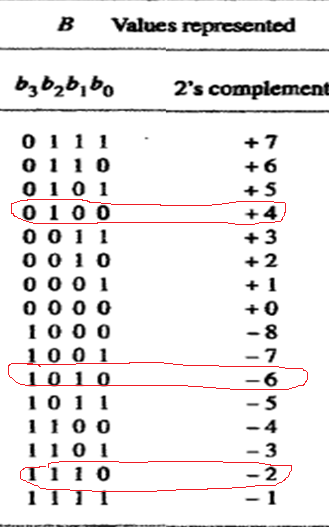 B Values represented
b₃b₂b₁b₀ 2's complement
0 1 1 1 +7
0 1 1 0 +6
0 1 0 1 +5
0 1 0 0 +4
0 0 1 1 +3
0 0 1 0 +2
0 0 0 1 +1
0 0 0 0 +0
1 0 0 0 -8
1 0 0 1 -7
1 0 1 0 -6
1 0 1 1 -5
1 1 0 0 -4
1 1 0 1 -3
1 1 1 0 -2
1 1 1 1 -1